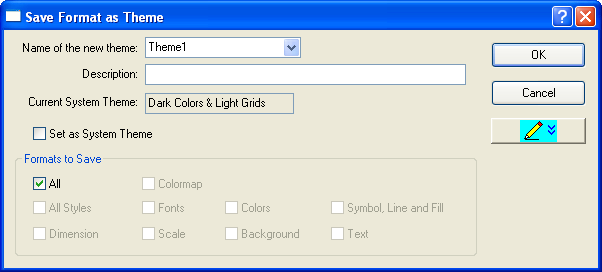 Save Format as Theme
Name of the new theme: Theme1
OK
Description:
Cancel
Current System Theme: Dark Colors & Light Grids
Set as System Theme
Formats to Save
All Colormap
All Styles Fonts Colors Symbol, Line and Fill
Dimension Scale Background Text